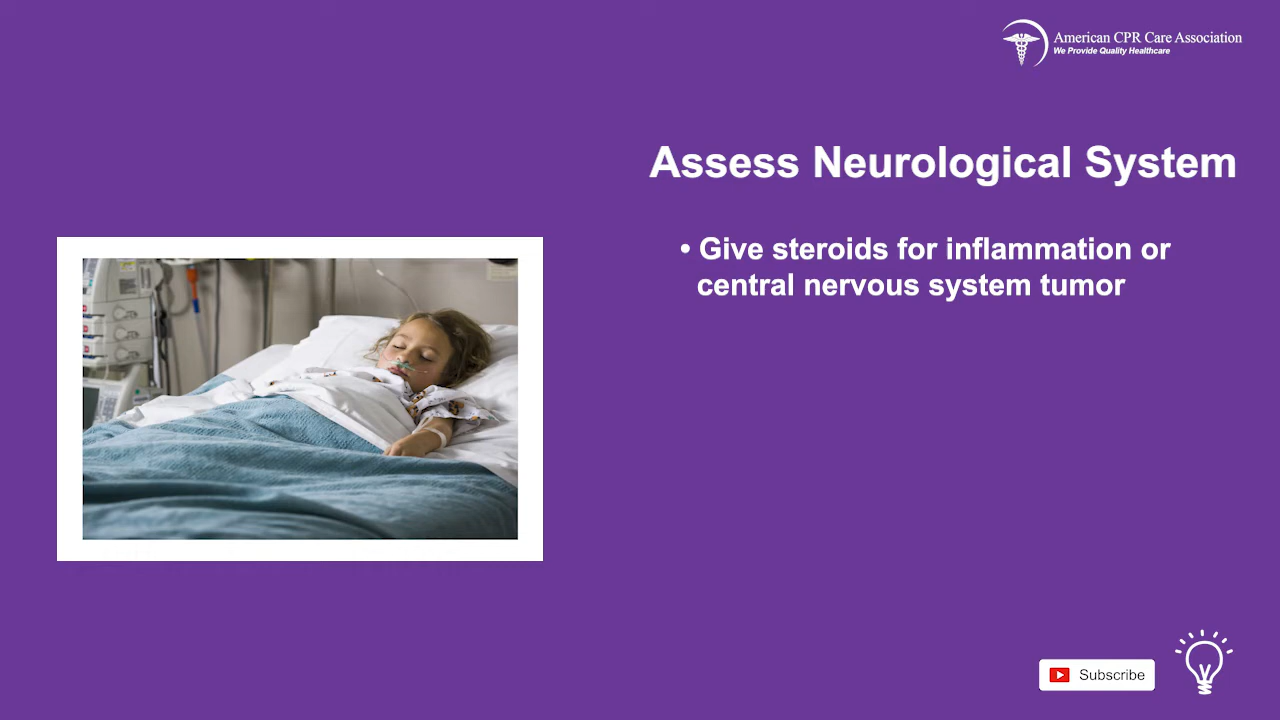 American CPR Care Association
We Provide Quality Healthcare
Assess Neurological System
• Give steroids for inflammation or
central nervous system tumor
Subscribe